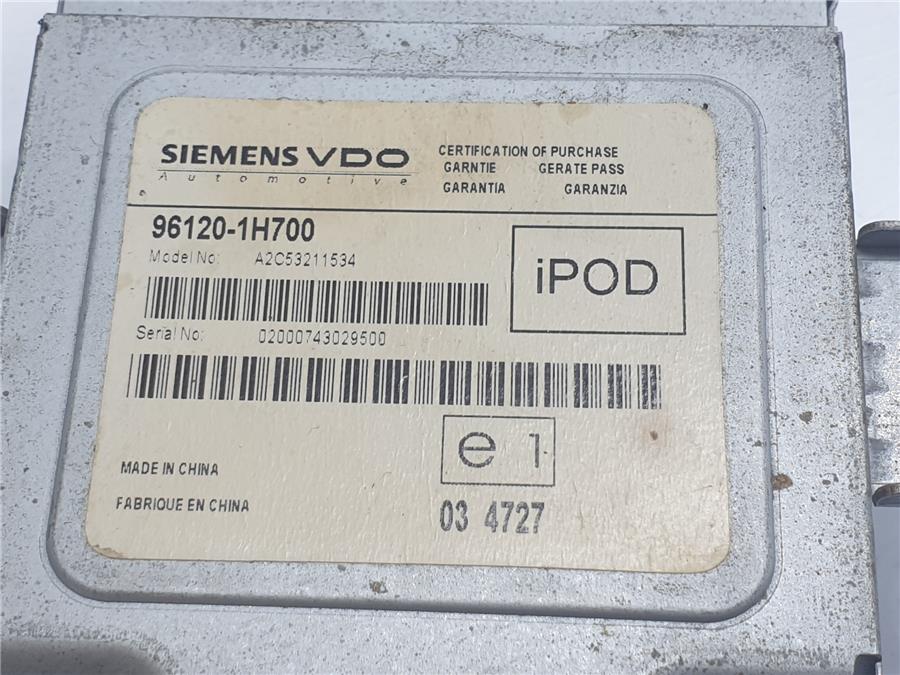 SIEMENS VDO
Automotive
CERTIFICATION OF PURCHASE
GARNTIE GERATE PASS
GARANTIA GARANZIA
96120-1H700
Model No: A2C53211534
iPOD
Serial No: 02000743029500
e 1
03 4727
MADE IN CHINA
FABRIQUE EN CHINA